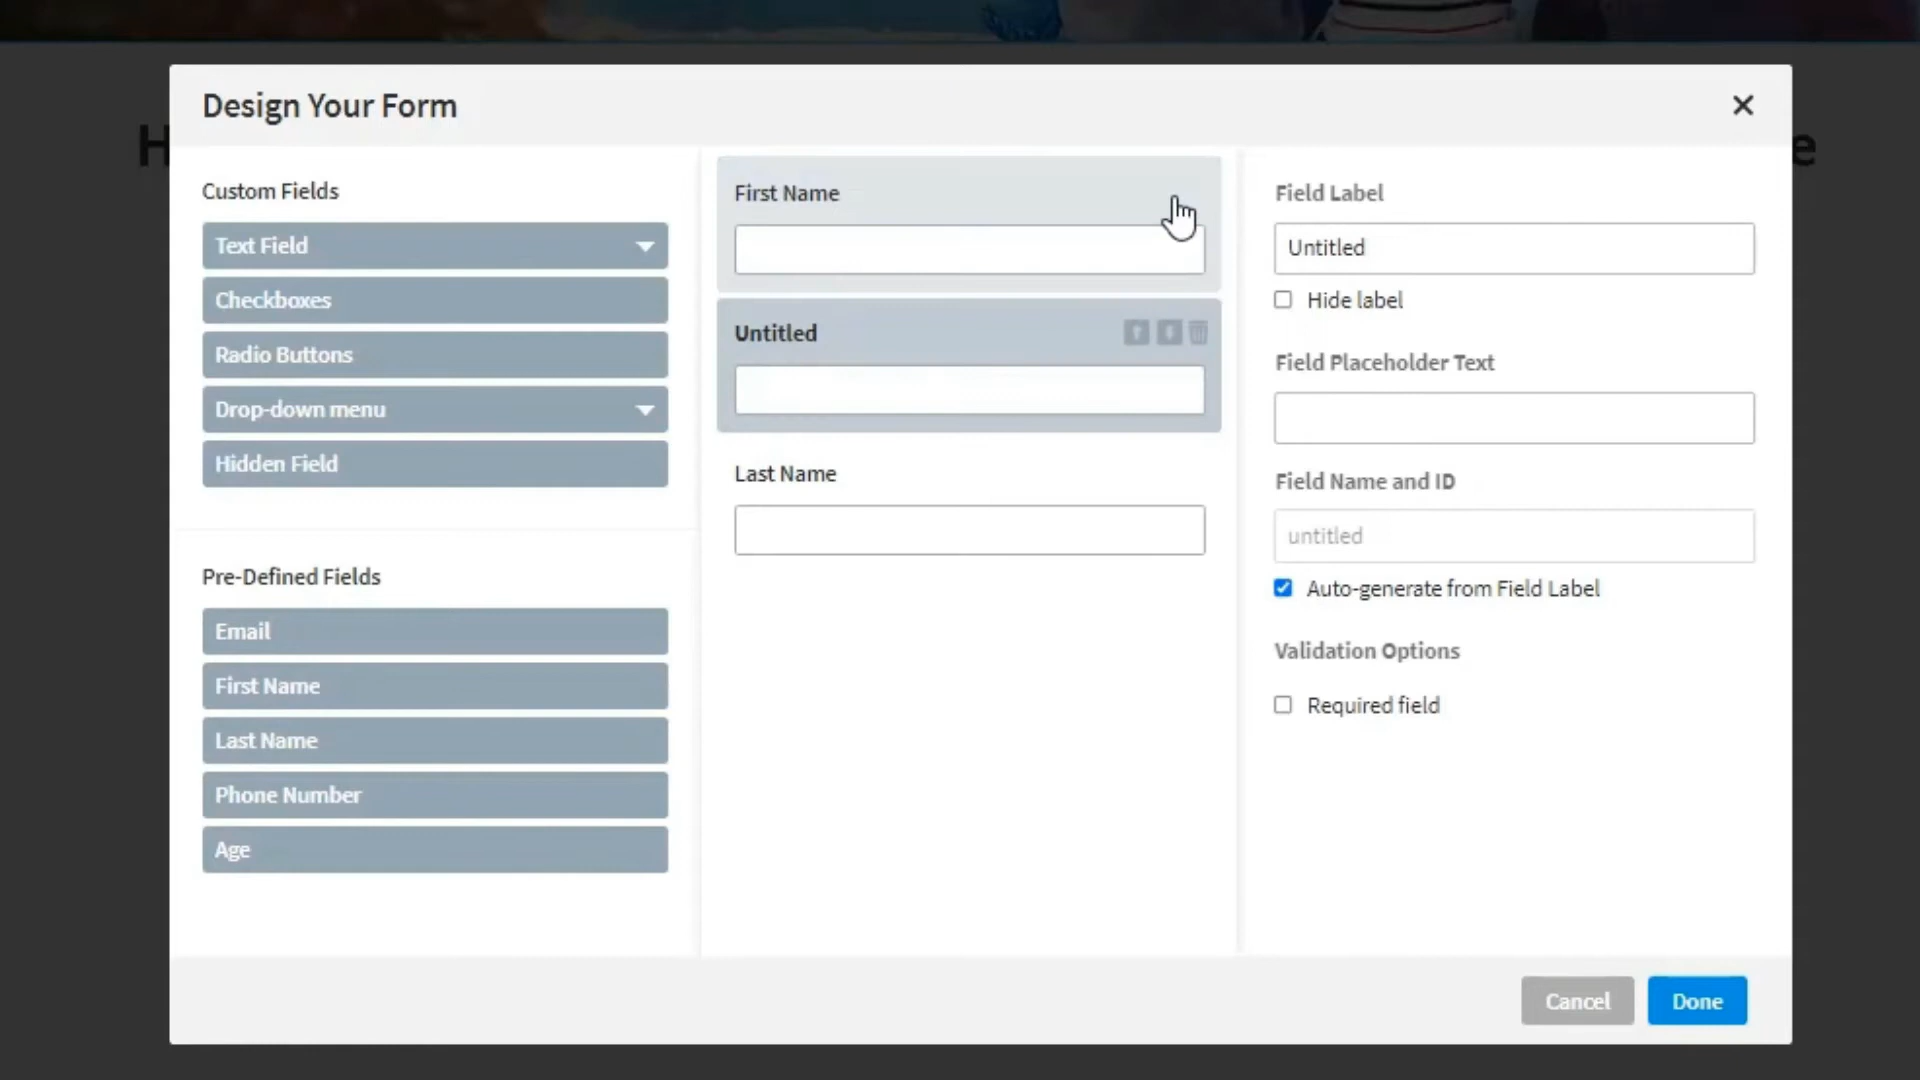 H
e
Design Your Form
Custom Fields
Text Field
Checkboxes
Radio Buttons
Drop-down menu
Hidden Field
Pre-Defined Fields
Email
First Name
Last Name
Phone Number
Age
First Name
Untitled
Last Name
Field Label
Untitled
Hide label
Field Placeholder Text
Field Name and ID
untitled
Auto-generate from Field Label
Validation Options
Required field
Cancel
Done